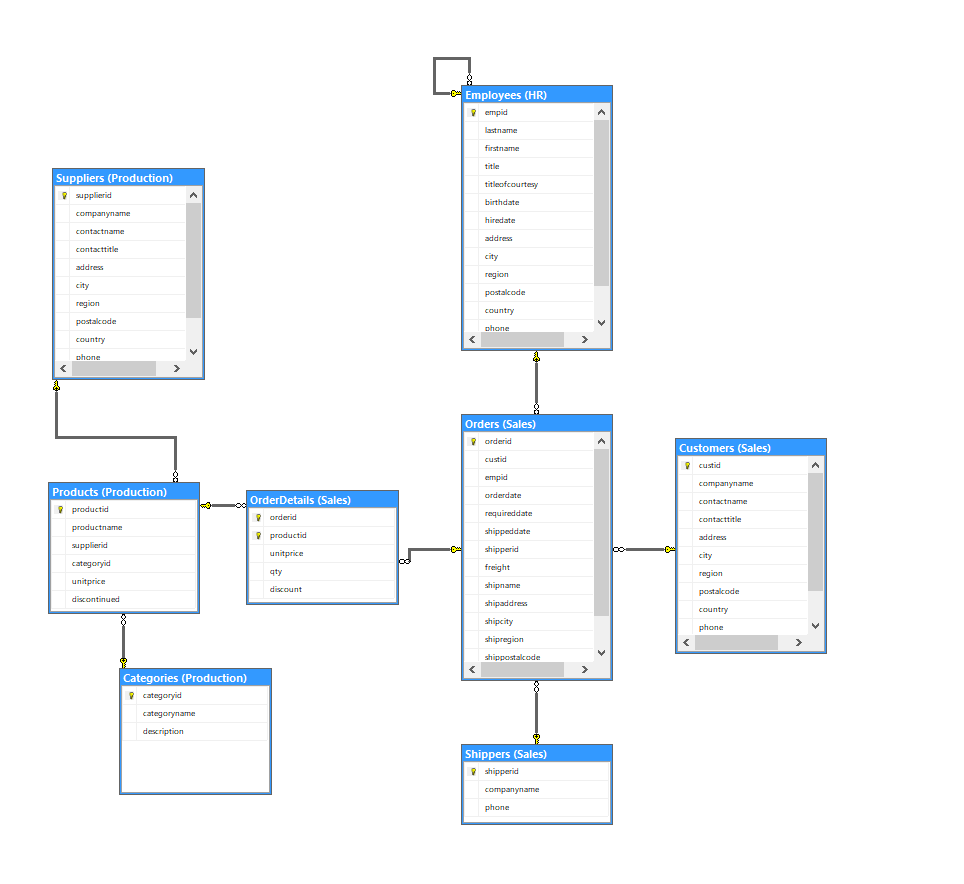 Employees (HR)
empid
lastname
firstname
title
titleofcourtesy
birthdate
hiredate
address
city
region
postalcode
country
phone
Suppliers (Production)
supplierid
companyname
contactname
contacttitle
address
city
region
postalcode
country
phone
Orders (Sales)
orderid
custid
empid
orderdate
requireddate
shippeddate
shipperid
freight
shipname
shipaddress
shipcity
shipregion
shippostalcode
Customers (Sales)
custid
companyname
contactname
contacttitle
address
city
region
postalcode
country
phone
Products (Production)
productid
productname
supplierid
categoryid
unitprice
discontinued
OrderDetails (Sales)
orderid
productid
unitprice
qty
discount
Categories (Production)
categoryid
categoryname
description
Shippers (Sales)
shipperid
companyname
phone